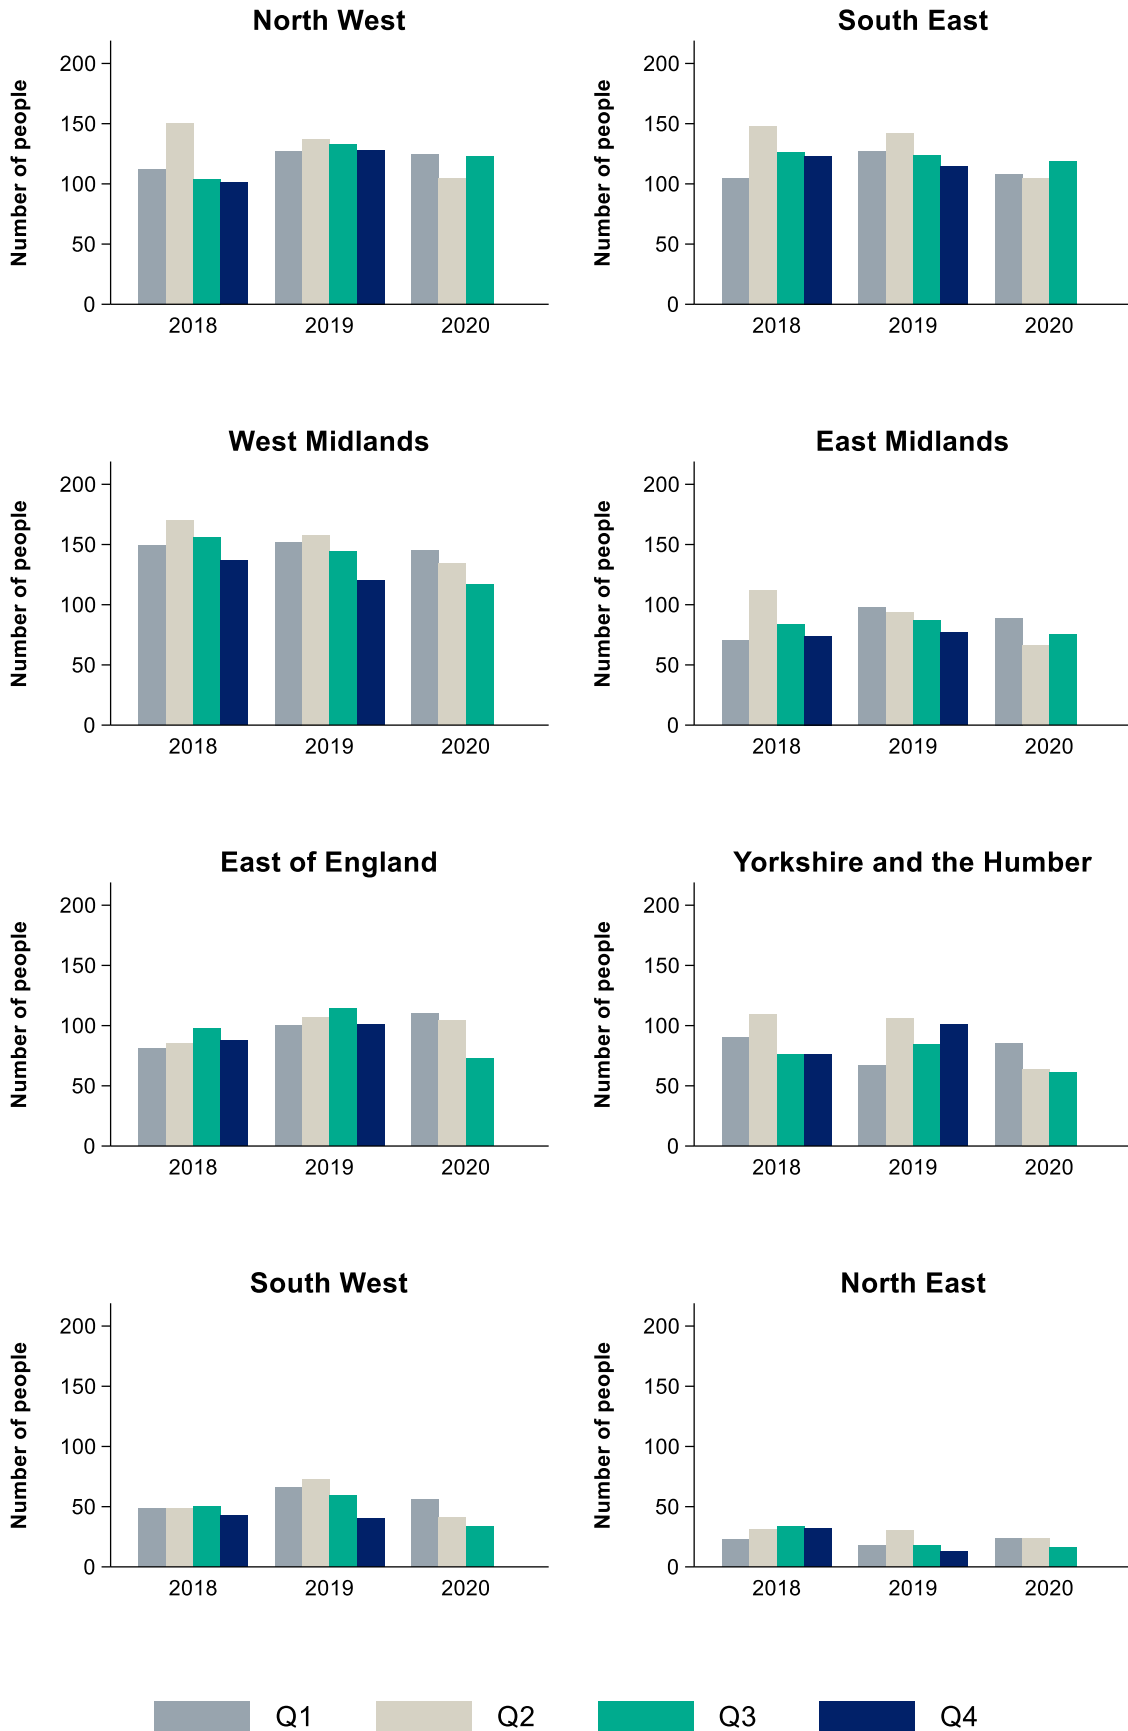 North West
Number of people
200
150
100
50
0
2018 2019 2020
South East
Number of people
200
150
100
50
0
2018 2019 2020
West Midlands
Number of people
200
150
100
50
0
2018 2019 2020
East Midlands
Number of people
200
150
100
50
0
2018 2019 2020
East of England
Number of people
200
150
100
50
0
2018 2019 2020
Yorkshire and the Humber
Number of people
200
150
100
50
0
2018 2019 2020
South West
Number of people
200
150
100
50
0
2018 2019 2020
North East
Number of people
200
150
100
50
0
2018 2019 2020
Q1 Q2 Q3 Q4